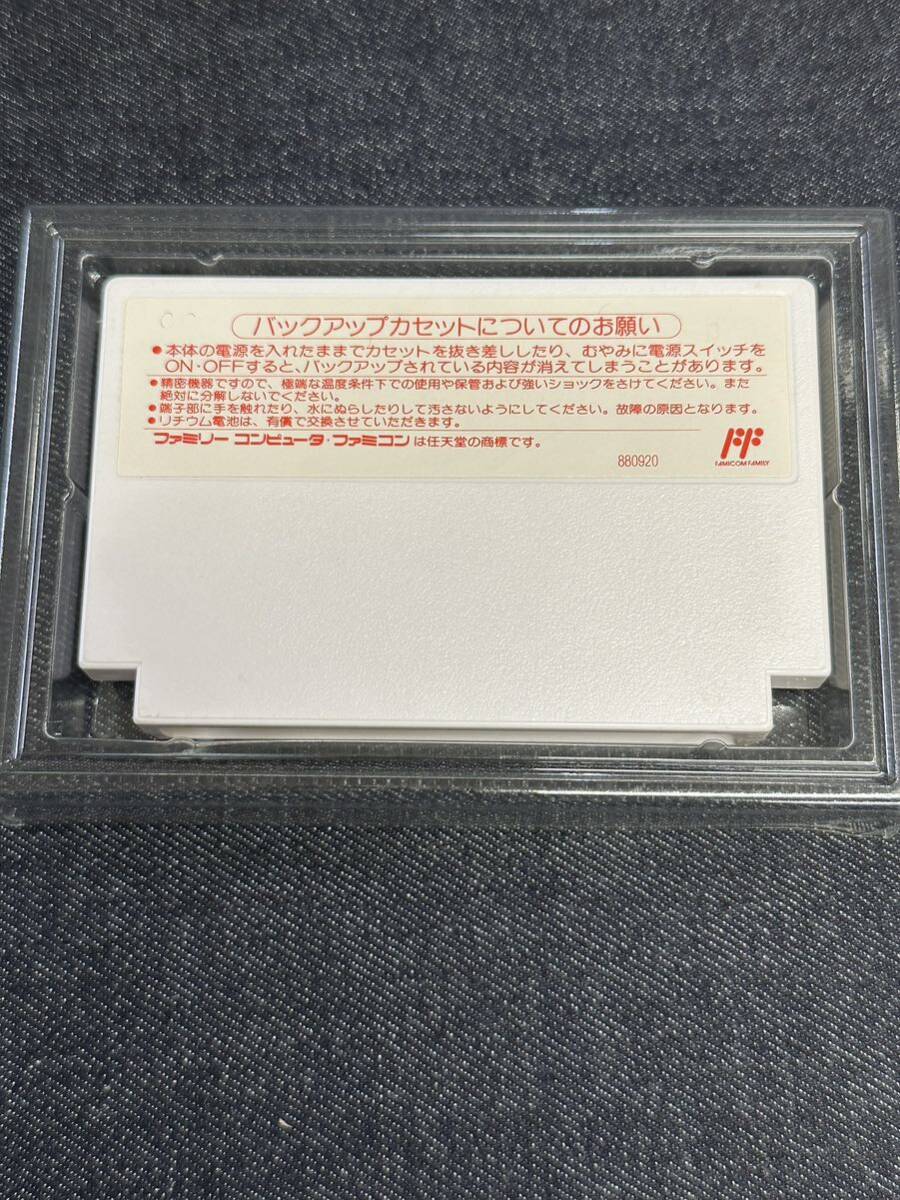 バックアップカセットについてのお願い
●本体の電源を入れたままでカセットを抜き差ししたり、むやみに電源スイッチを
ON・OFFすると、バックアップされている内容が消えてしまうことがあります。
●精密機器ですので、極端な温度条件下での使用や保管および強いショックをさけてください。また
絶対に分解しないでください。
●端子部に手を触れたり、水にぬらしたりして汚さないようにしてください。故障の原因となります。
●リチウム電池は、有償で交換させていただきます。
ファミリー コンピュータ・ファミコン は任天堂の商標です。
880920
FF
FAMICOM FAMILY